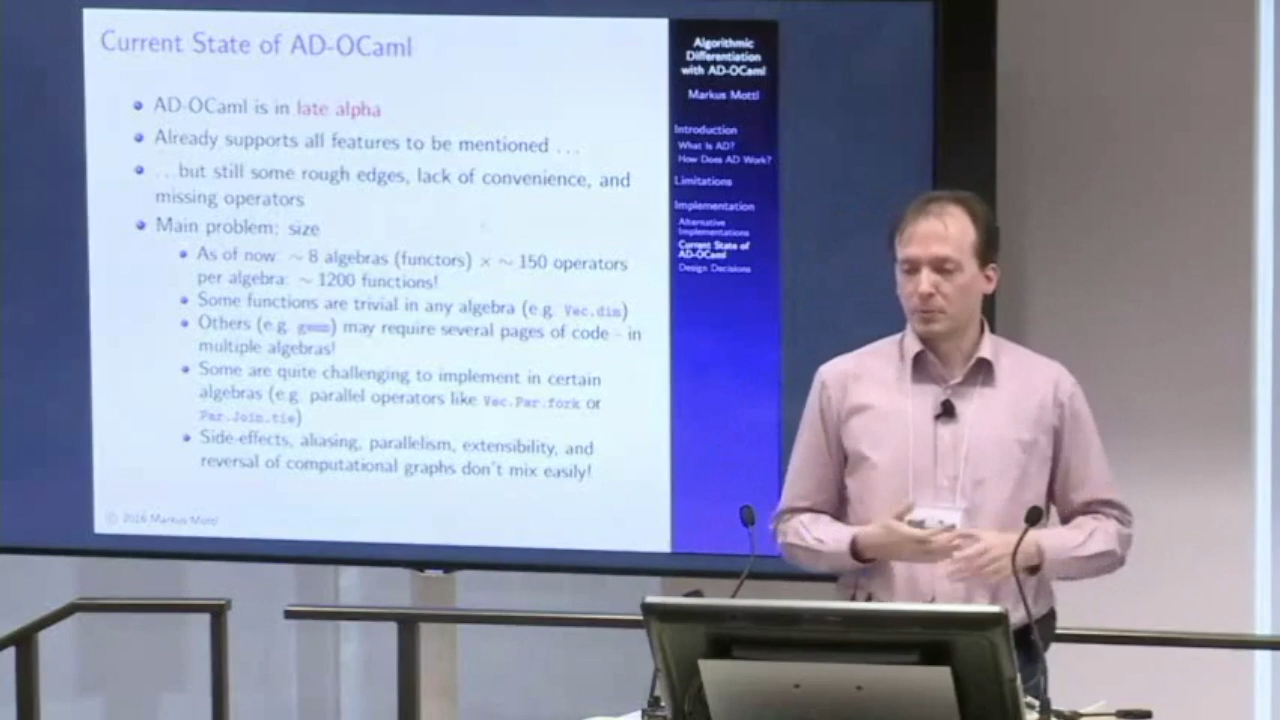 Current State of AD-OCaml
AD-OCaml is in late alpha
Already supports all features to be mentioned ...
... but still some rough edges, lack of convenience, and
missing operators
Main problem: size
As of now: ~ 8 algebras (functors) × ~ 150 operators
per algebra: ~ 1200 functions!
Some functions are trivial in any algebra (e.g. Vec.dim)
Others (e.g. gemm) may require several pages of code - in
multiple algebras!
Some are quite challenging to implement in certain
algebras (e.g. parallel operators like Vec.Par.fork or
Par.Join.tie)
Side-effects, aliasing, parallelism, extensibility, and
reversal of computational graphs don't mix easily!
© 2016 Markus Mottl
Algorithmic
Differentiation
with AD-OCaml
Markus Mottl
Introduction
What Is AD?
How Does AD Work?
Limitations
Implementation
Alternative
Implementations
Current State of
AD-OCaml
Design Decisions